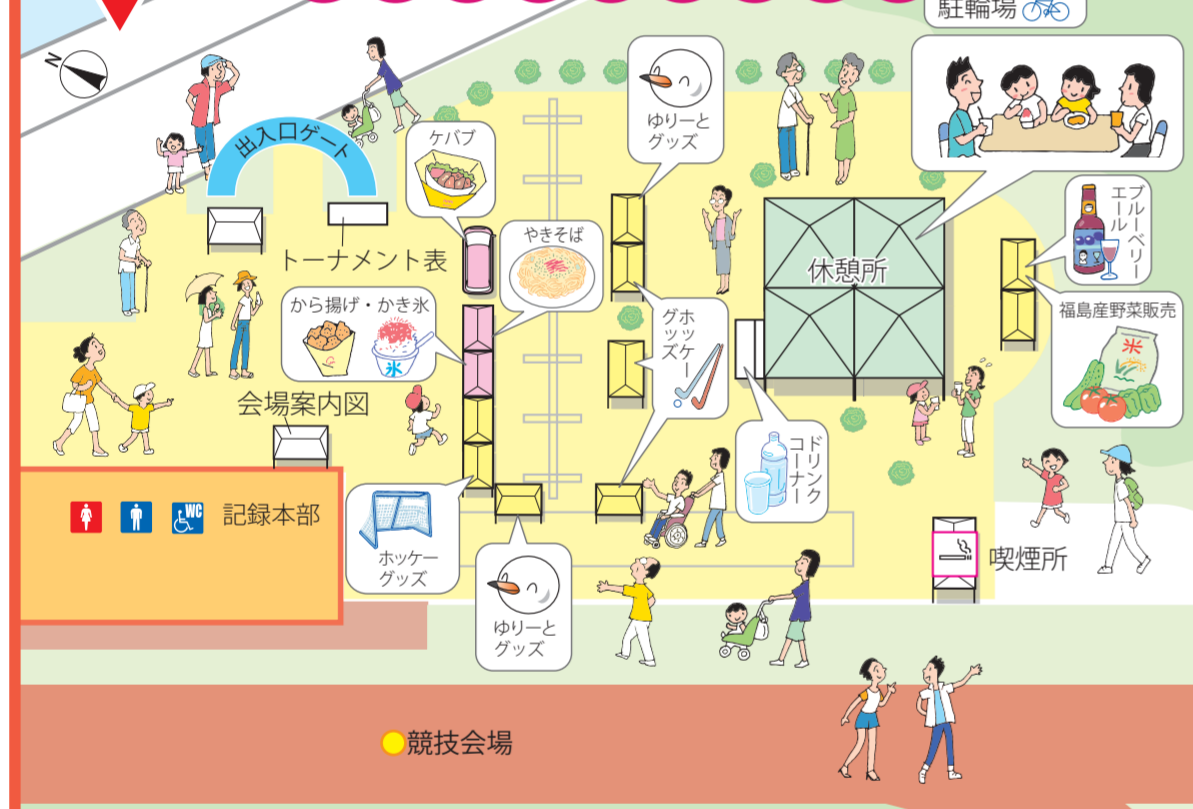 駐輪場
N
出入口ゲート
ケバブ
ゆりーと
グッズ
トーナメント表
やきそば
から揚げ・かき氷
氷
休憩所
ブルーベリー
エール
福島産野菜販売
米
ホッケー
グッズ
会場案内図
ドリンク
コーナー
WC
記録本部
ホッケー
グッズ
ゆりーと
グッズ
喫煙所
競技会場